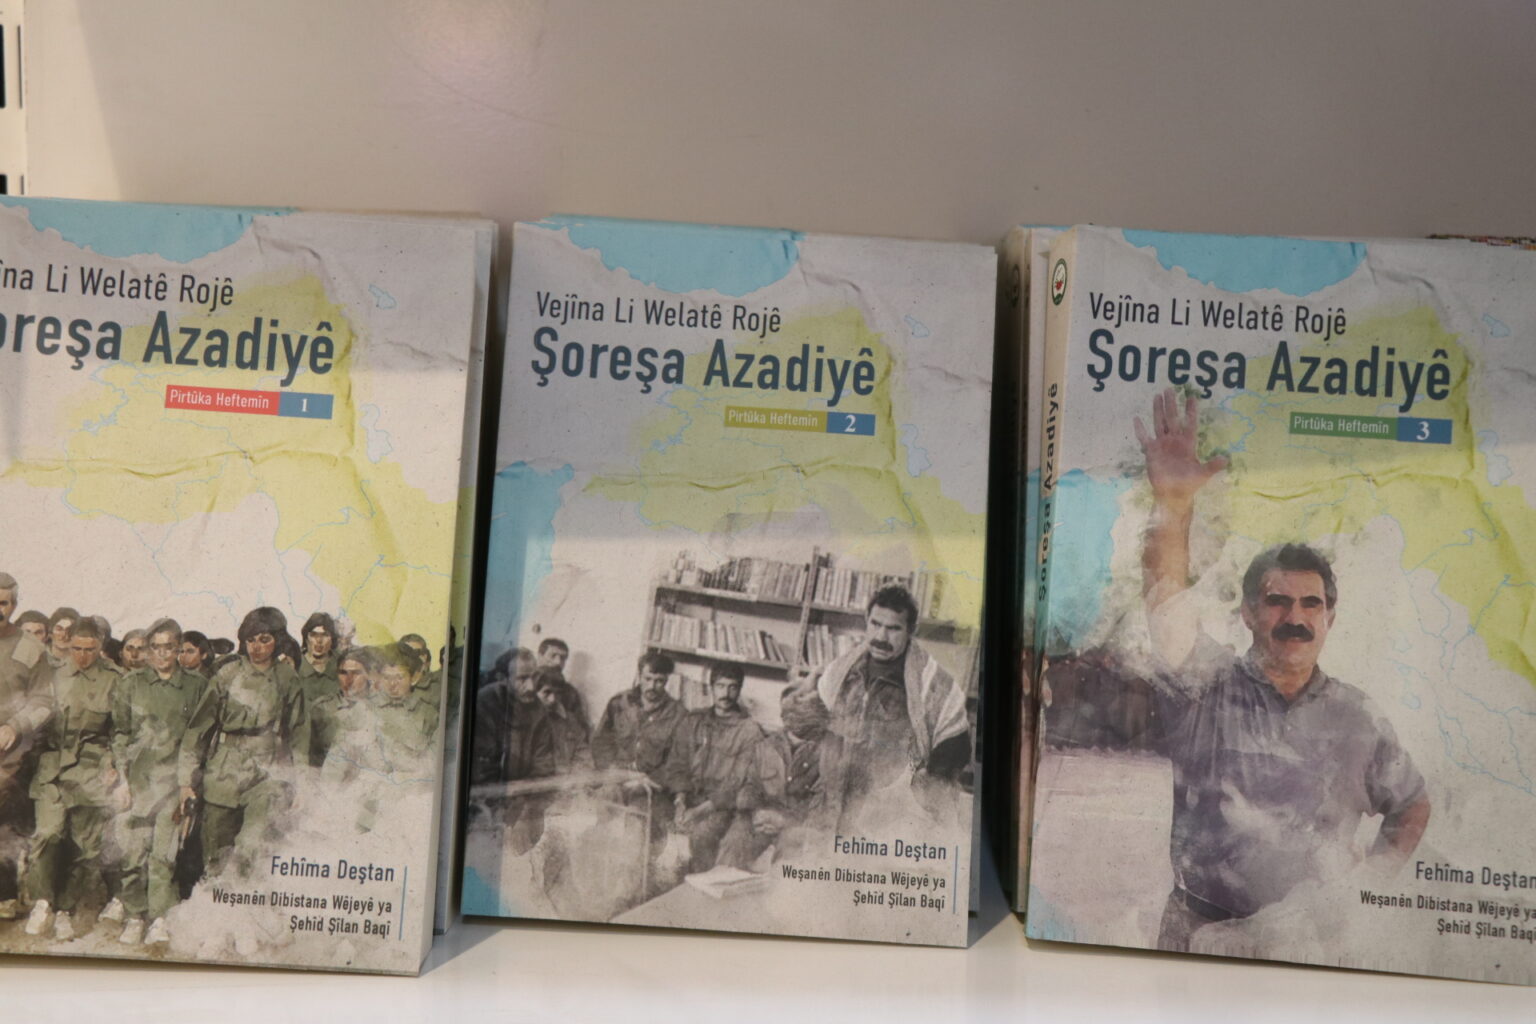 Li Welatê Rojê
Azadiyê
Pirtûka Heftemîn 1
Fehîma Deştan
Weşanên Dibistana Wêjeyê ya
Şehîd Şîlan Baqî
Vejîna Li Welatê Rojê
Şoreşa Azadiyê
Pirtûka Heftemîn 2
Fehîma Deştan
Weşanên Dibistana Wêjeyê ya
Şehîd Şîlan Baqî
Şoreşa Azadiyê
Vejîna Li Welatê Rojê
Şoreşa Azadiyê
Pirtûka Heftemîn 3
Fehîma Deştan
Weşanên Dibistana Wêjeyê ya
Şehîd Şîlan Baqî